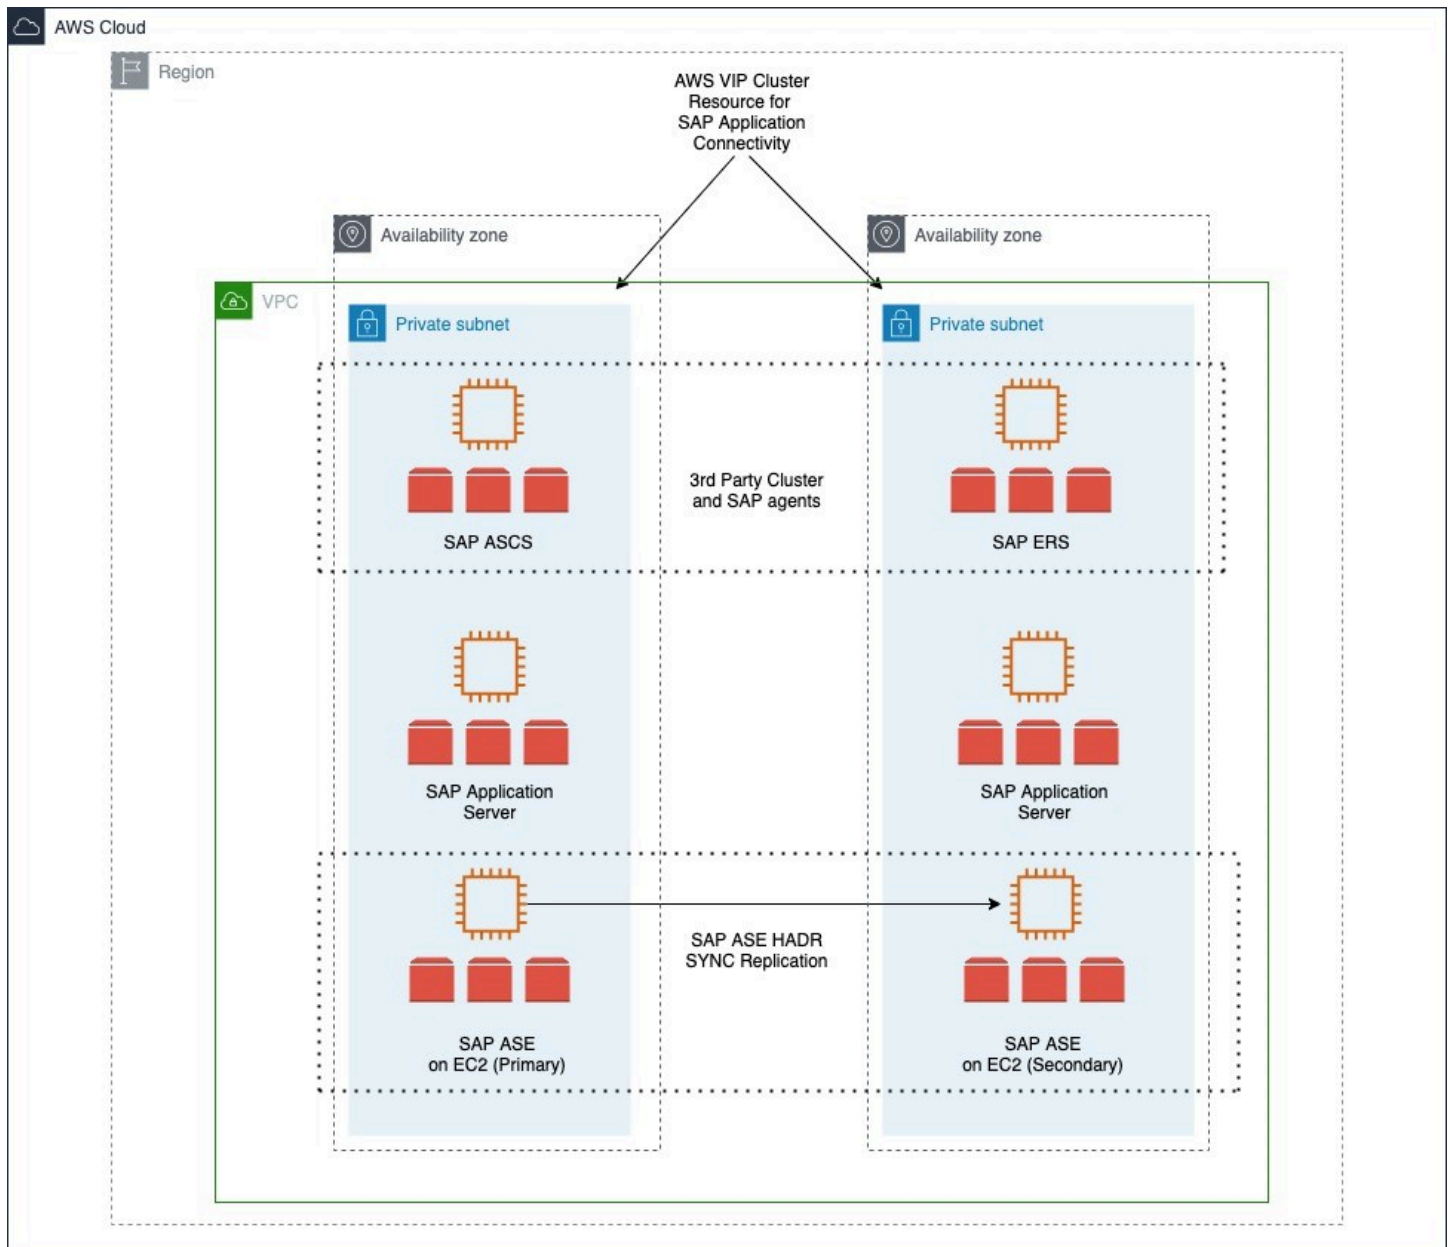 AWS Cloud
Region
AWS VIP Cluster
Resource for
SAP Application
Connectivity
Availability zone
Availability zone
VPC
Private subnet
Private subnet
3rd Party Cluster
and SAP agents
SAP ASCS
SAP ERS
SAP Application
Server
SAP Application
Server
SAP ASE HADR
SYNC Replication
SAP ASE
on EC2 (Primary)
SAP ASE
on EC2 (Secondary)